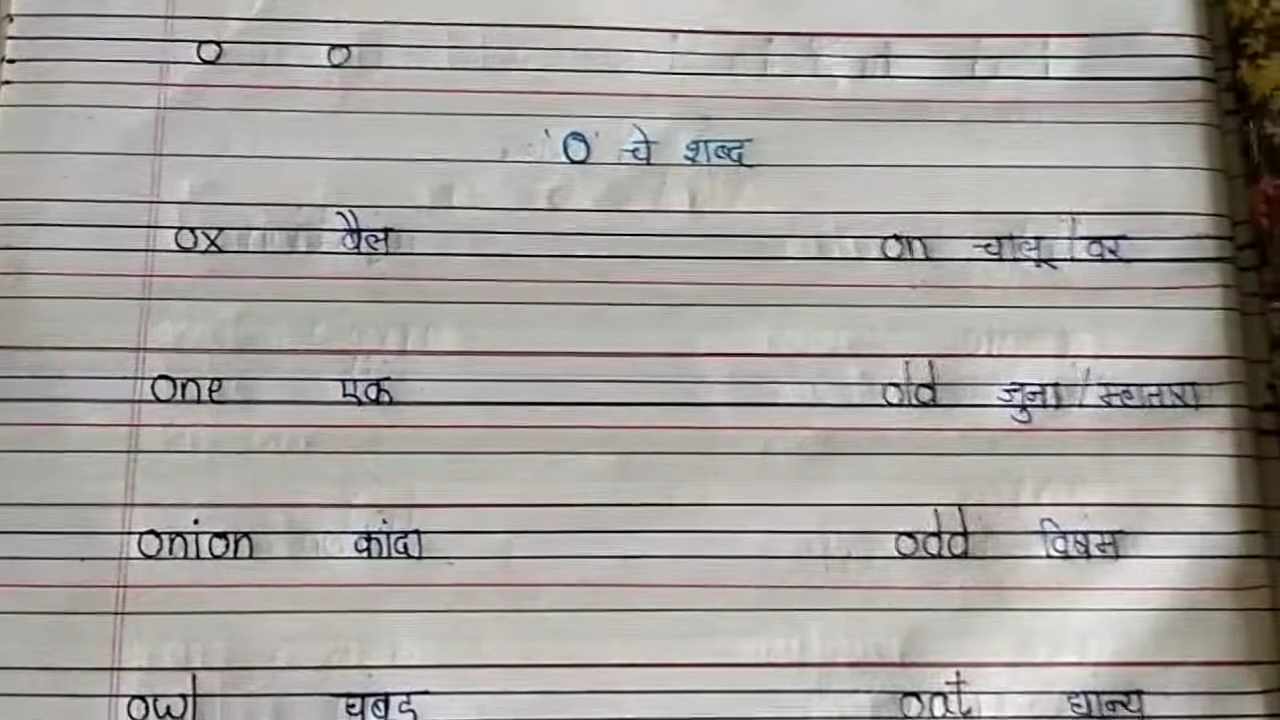 o o
'O' चे शब्द
ox बैल on चालू/वर
one एक old जुना/म्हातारा
onion कांदा odd विषम
owl घुबड oat धान्य